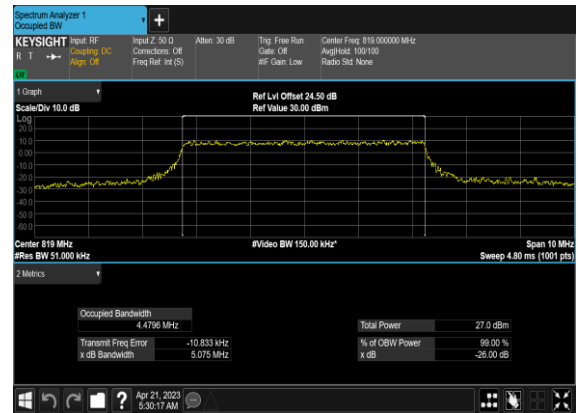 Spectrum Analyzer 1
Occupied BW
KEYSIGHT
R T
LU
Input: RF
Coupling: DC
Align: Off
Input Z: 50 Ω
Corrections: Off
Freq Ref: Int (S)
Atten: 30 dB
Trig: Free Run
Gate: Off
#IF Gain: Low
Center Freq: 819.000000 MHz
Avg|Hold: 100/100
Radio Std: None
1 Graph
Scale/Div 10.0 dB
Ref Lvl Offset 24.50 dB
Ref Value 30.00 dBm
Log
20.0
10.0
0.00
-10.0
-20.0
-30.0
-40.0
-50.0
-60.0
Center 819 MHz
#Res BW 51.000 kHz
#Video BW 150.00 kHz*
Span 10 MHz
Sweep 4.80 ms (1001 pts)
2 Metrics
Occupied Bandwidth
4.4796 MHz
Transmit Freq Error -10.833 kHz
x dB Bandwidth 5.075 MHz
Total Power 27.0 dBm
% of OBW Power 99.00 %
x dB -26.00 dB
?
Apr 21, 2023
5:30:17 AM